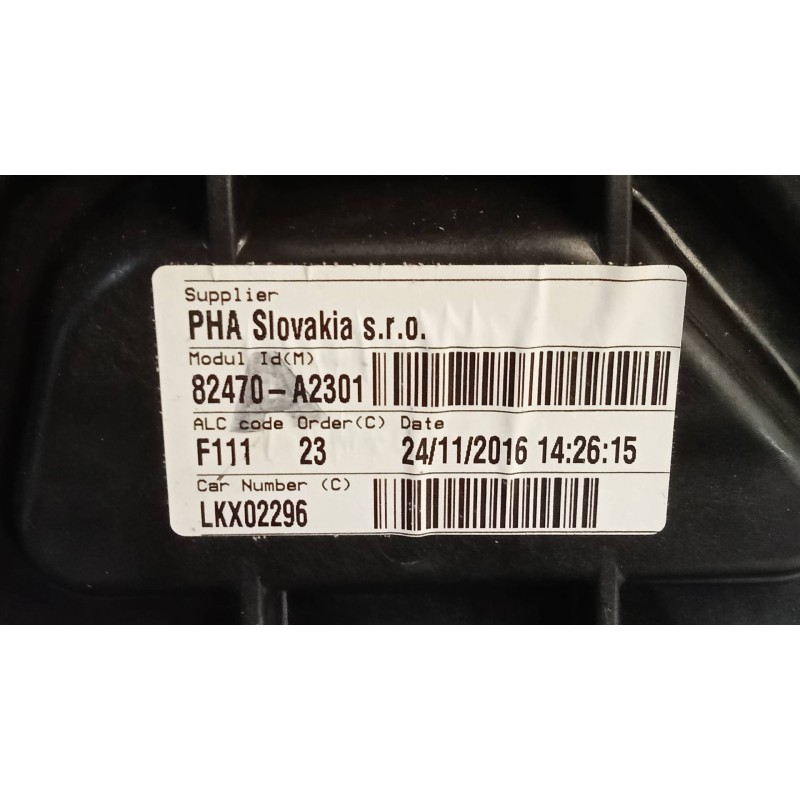 Supplier
PHA Slovakia s.r.o.
Modul Id(M)
82470-A2301
ALC code Order(C) Date
F111 23 24/11/2016 14:26:15
Car Number (C)
LKX02296